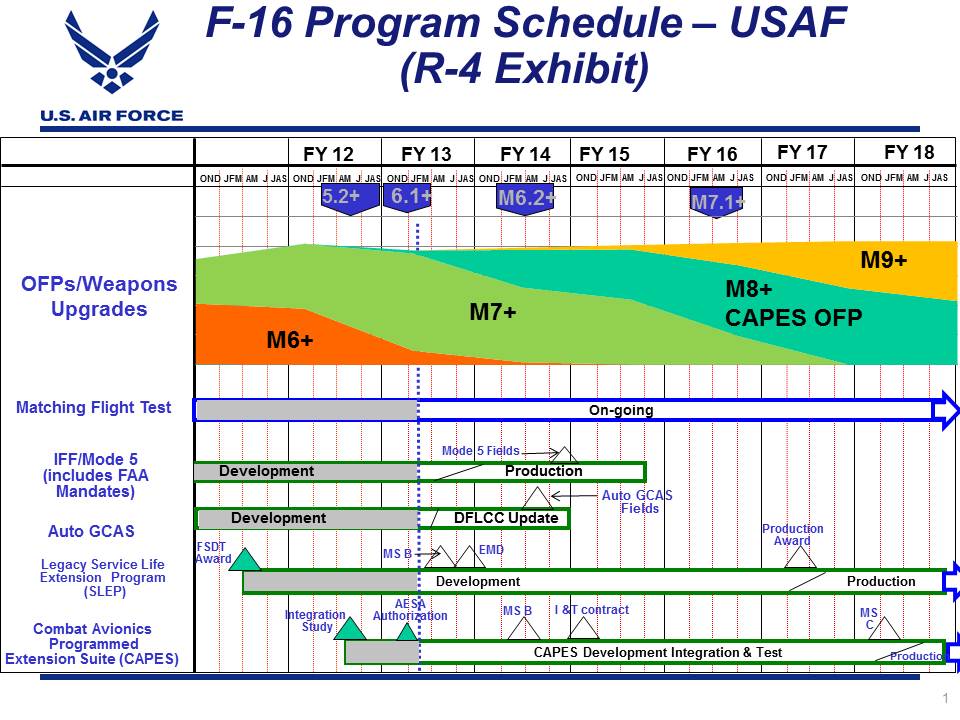 F-16 Program Schedule – USAF
(R-4 Exhibit)
U.S. AIR FORCE
FY 12 FY 13 FY 14 FY 15 FY 16 FY 17 FY 18
OND JFM AM J JAS OND JFM AM J JAS OND JFM AM J JAS OND JFM AM J JAS OND JFM AM J JAS OND JFM AM J JAS OND JFM AM J JAS OND JFM AM J JAS
5.2+ 6.1+ M6.2+ M7.1+
OFPs/Weapons
Upgrades
M9+
M8+
CAPES OFP
M7+
M6+
Matching Flight Test
On-going
IFF/Mode 5
(includes FAA
Mandates)
Mode 5 Fields
Development Production
Auto GCAS
Auto GCAS
Fields
Development DFLCC Update
Legacy Service Life
Extension Program
(SLEP)
FSDT
Award
MS B
EMD
Production
Award
Development Production
Combat Avionics
Programmed
Extension Suite (CAPES)
Integration
Study
AESA
Authorization
MS B
I &T contract
MS
C
CAPES Development Integration & Test
Productio
1